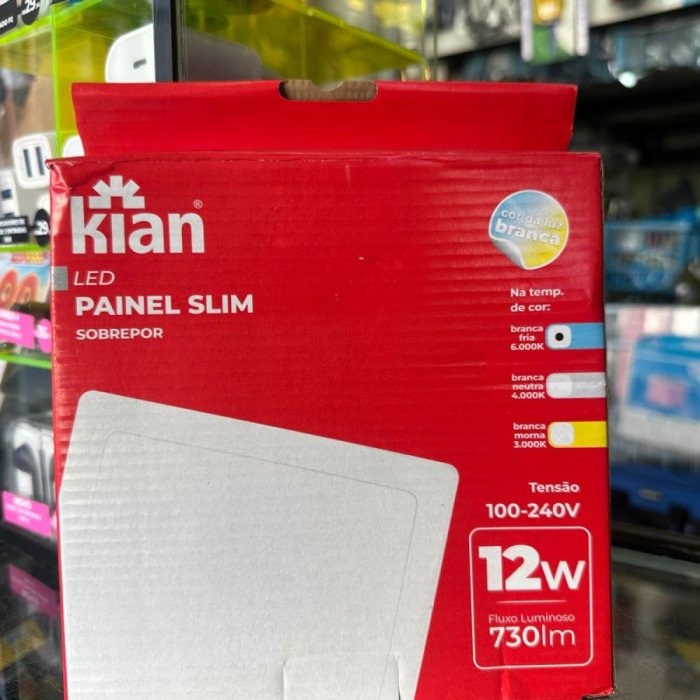 kian®
cor da luz
branca
LED
PAINEL SLIM
SOBREPOR
Na temp.
de cor:
branca
fria
6.000K
branca
neutra
4.000K
branca
morna
3.000K
Tensão
100-240V
12W
Fluxo Luminoso
730lm